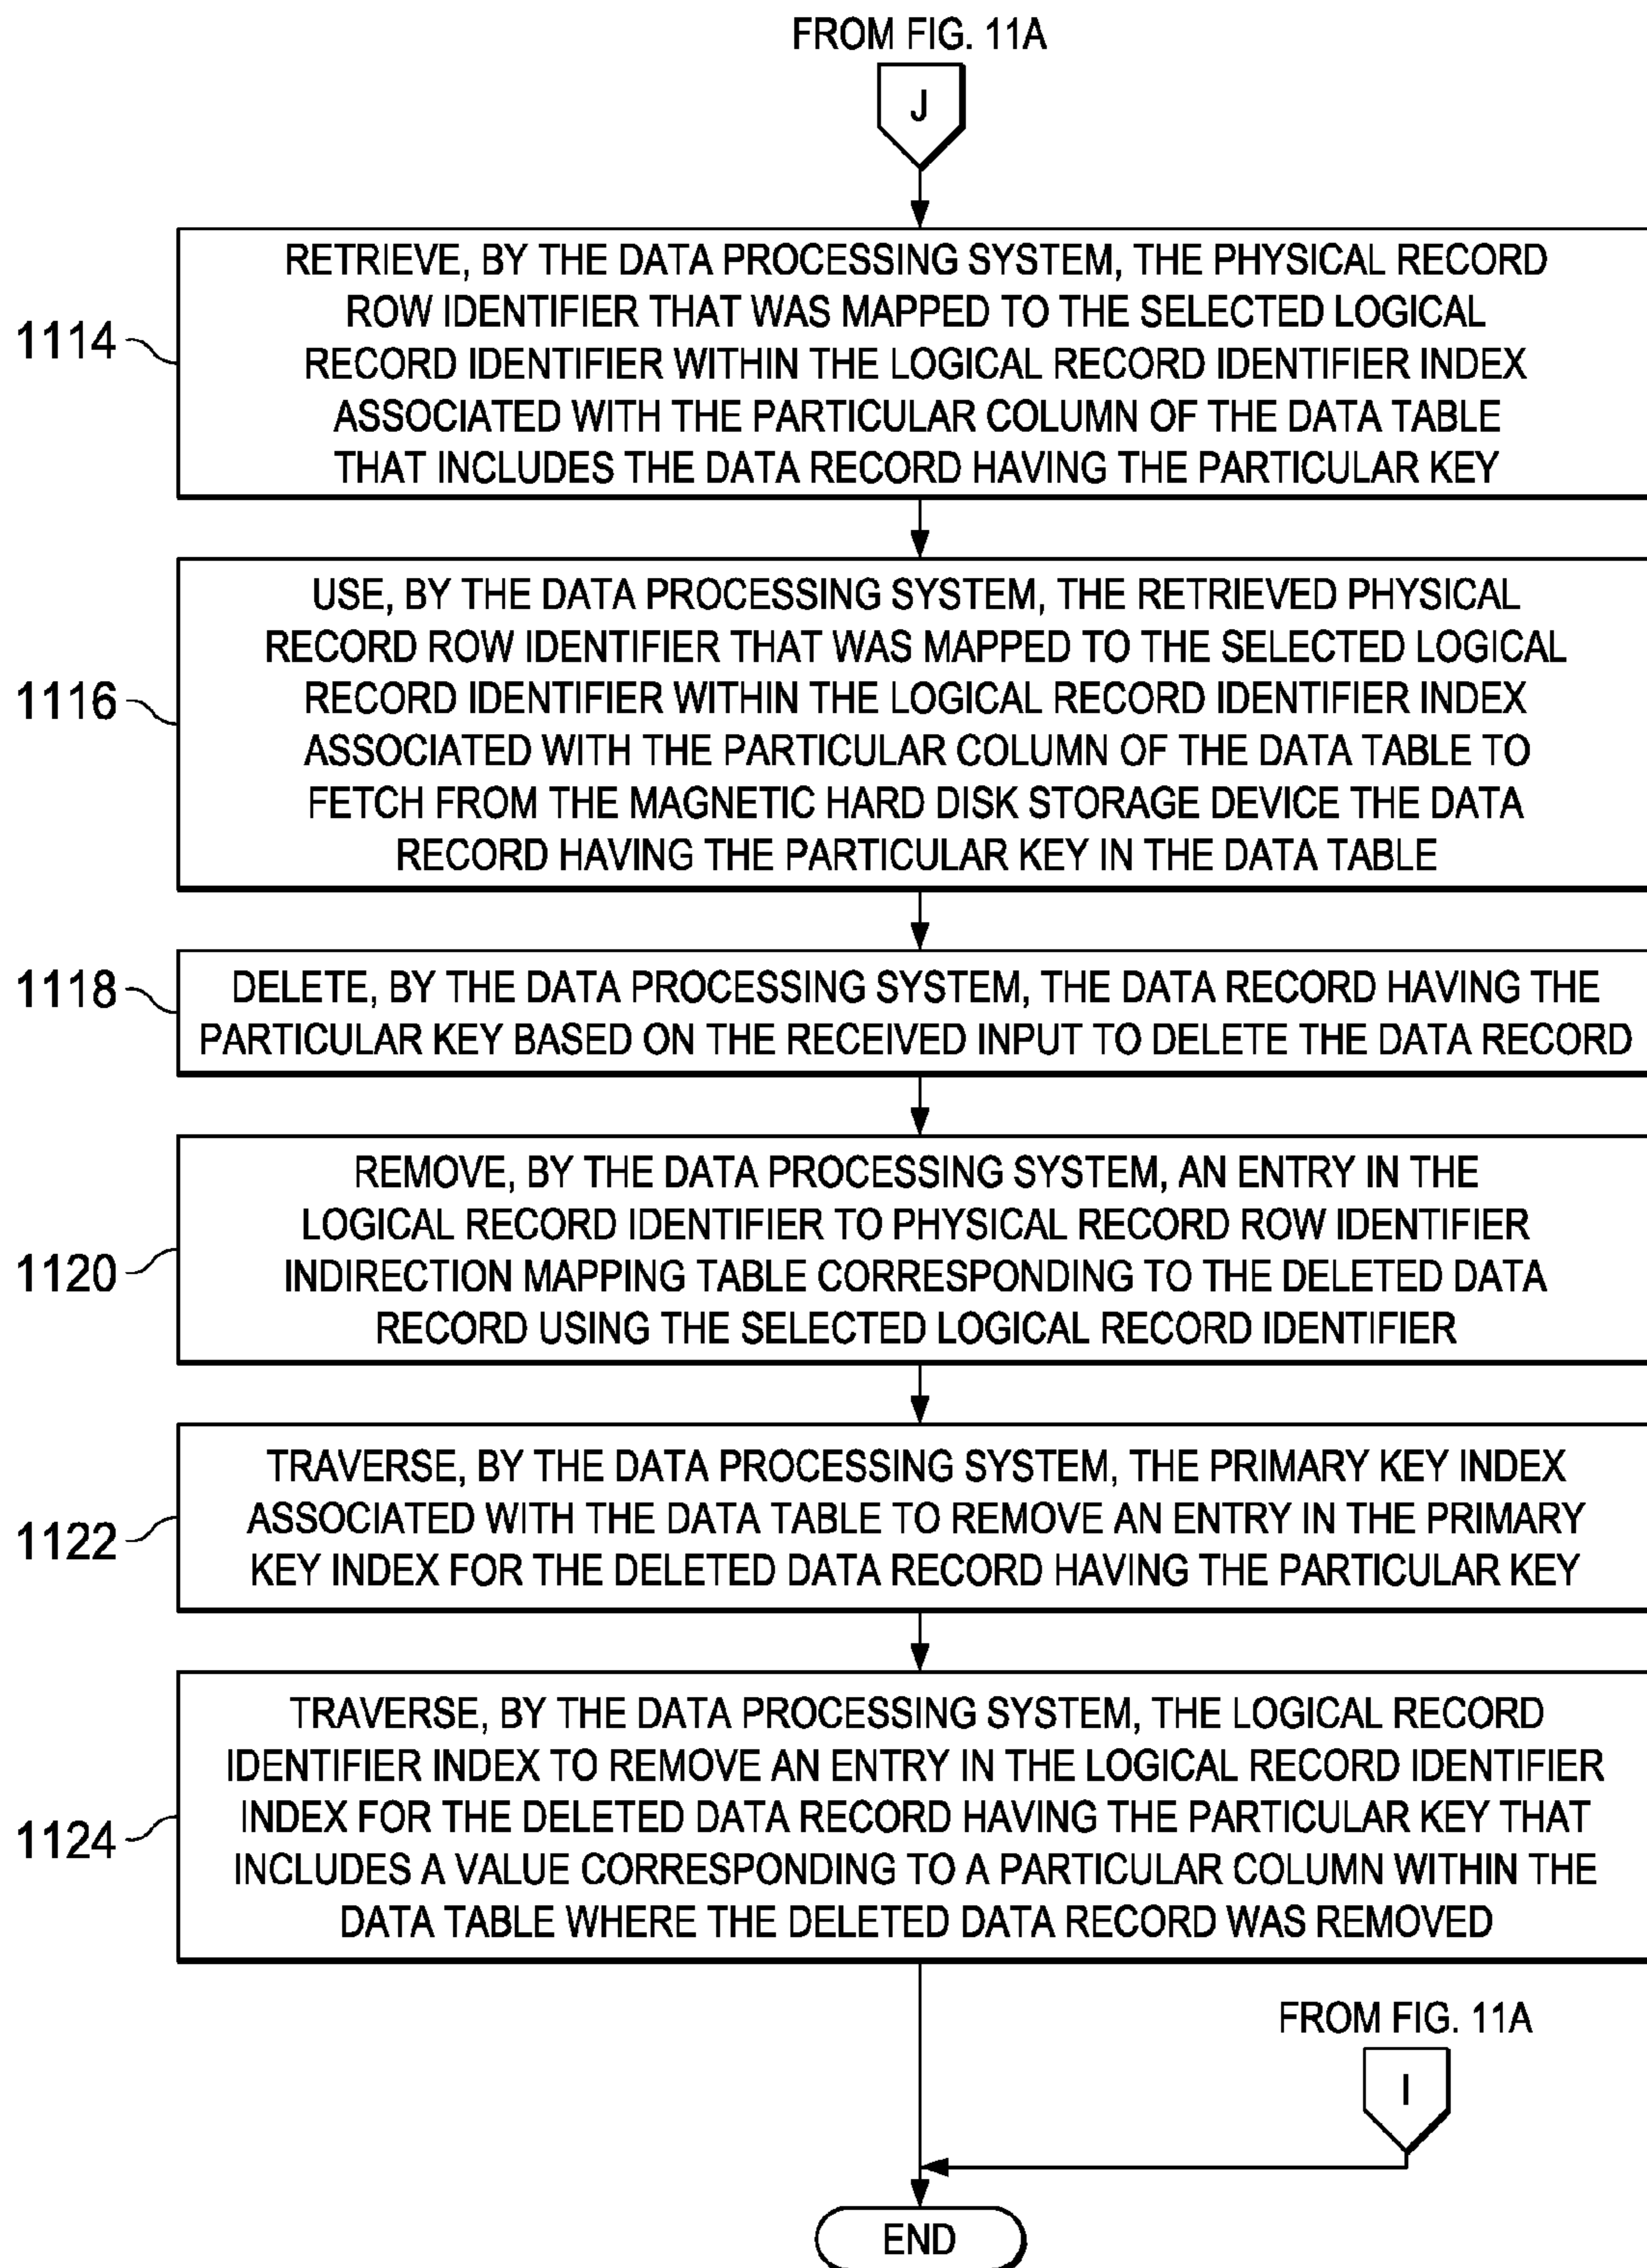 FROM FIG. 11A
J
1114
RETRIEVE, BY THE DATA PROCESSING SYSTEM, THE PHYSICAL RECORD
ROW IDENTIFIER THAT WAS MAPPED TO THE SELECTED LOGICAL
RECORD IDENTIFIER WITHIN THE LOGICAL RECORD IDENTIFIER INDEX
ASSOCIATED WITH THE PARTICULAR COLUMN OF THE DATA TABLE
THAT INCLUDES THE DATA RECORD HAVING THE PARTICULAR KEY
1116
USE, BY THE DATA PROCESSING SYSTEM, THE RETRIEVED PHYSICAL
RECORD ROW IDENTIFIER THAT WAS MAPPED TO THE SELECTED LOGICAL
RECORD IDENTIFIER WITHIN THE LOGICAL RECORD IDENTIFIER INDEX
ASSOCIATED WITH THE PARTICULAR COLUMN OF THE DATA TABLE TO
FETCH FROM THE MAGNETIC HARD DISK STORAGE DEVICE THE DATA
RECORD HAVING THE PARTICULAR KEY IN THE DATA TABLE
1118
DELETE, BY THE DATA PROCESSING SYSTEM, THE DATA RECORD HAVING THE
PARTICULAR KEY BASED ON THE RECEIVED INPUT TO DELETE THE DATA RECORD
1120
REMOVE, BY THE DATA PROCESSING SYSTEM, AN ENTRY IN THE
LOGICAL RECORD IDENTIFIER TO PHYSICAL RECORD ROW IDENTIFIER
INDIRECTION MAPPING TABLE CORRESPONDING TO THE DELETED DATA
RECORD USING THE SELECTED LOGICAL RECORD IDENTIFIER
1122
TRAVERSE, BY THE DATA PROCESSING SYSTEM, THE PRIMARY KEY INDEX
ASSOCIATED WITH THE DATA TABLE TO REMOVE AN ENTRY IN THE PRIMARY
KEY INDEX FOR THE DELETED DATA RECORD HAVING THE PARTICULAR KEY
1124
TRAVERSE, BY THE DATA PROCESSING SYSTEM, THE LOGICAL RECORD
IDENTIFIER INDEX TO REMOVE AN ENTRY IN THE LOGICAL RECORD IDENTIFIER
INDEX FOR THE DELETED DATA RECORD HAVING THE PARTICULAR KEY THAT
INCLUDES A VALUE CORRESPONDING TO A PARTICULAR COLUMN WITHIN THE
DATA TABLE WHERE THE DELETED DATA RECORD WAS REMOVED
FROM FIG. 11A
I
END